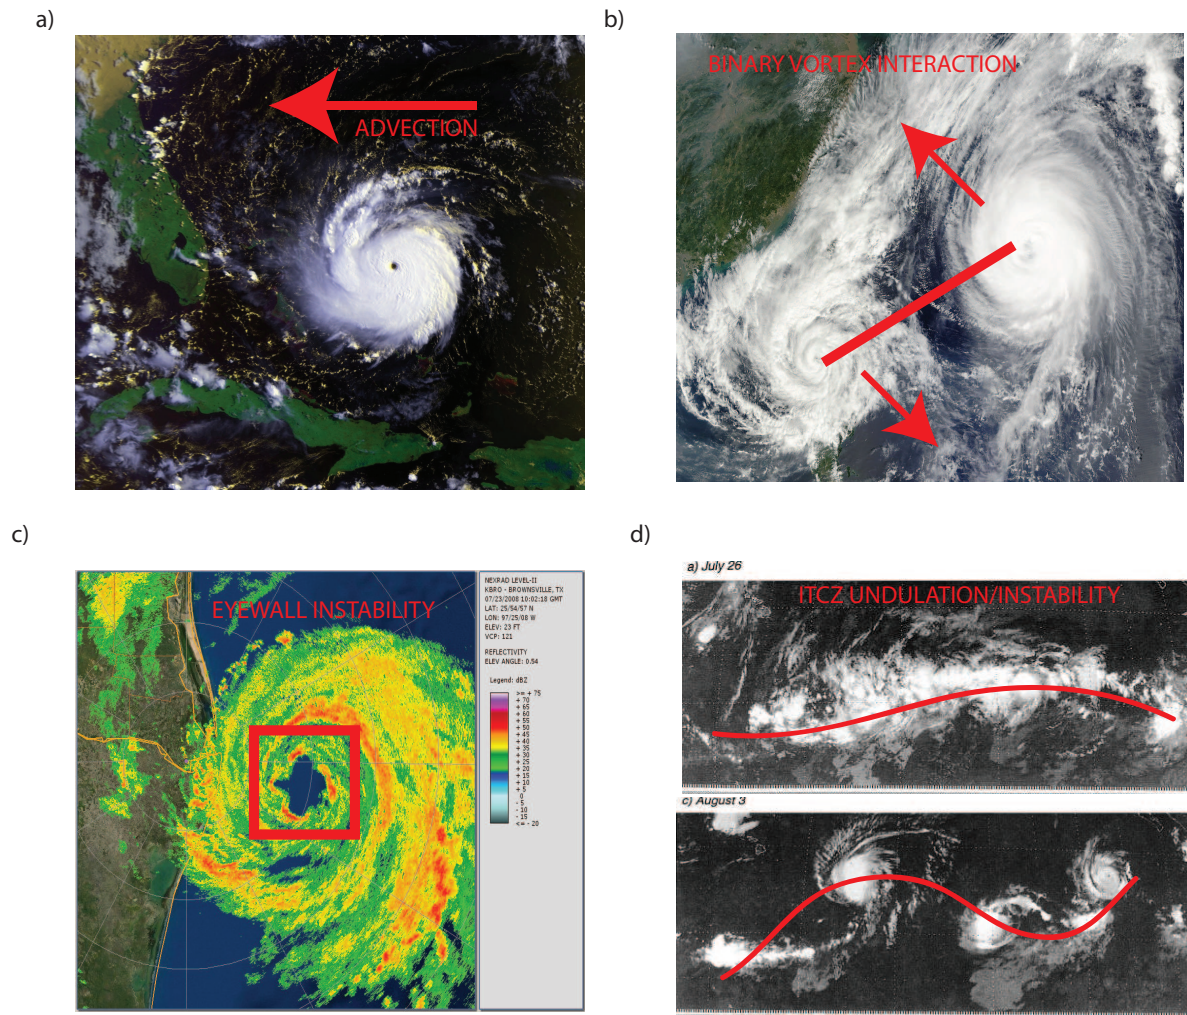 a)
ADVECTION
b)
BINARY VORTEX INTERACTION
c)
EYEWALL INSTABILITY
NEXRAD LEVEL-II
KBRO - BROWNSVILLE, TX
07/23/2008 10:02:18 GMT
LAT: 25/54/57 N
LON: 97/25/08 W
ELEV: 23 FT
VCP: 121
REFLECTIVITY
ELEV ANGLE: 0.54
Legend: dBZ
>= + 75
+ 70
+ 65
+ 60
+ 55
+ 50
+ 45
+ 40
+ 35
+ 30
+ 25
+ 20
+ 15
+ 10
+ 5
0
- 5
- 10
- 15
<= - 20
d)
a) July 26
ITCZ UNDULATION/INSTABILITY
c) August 3